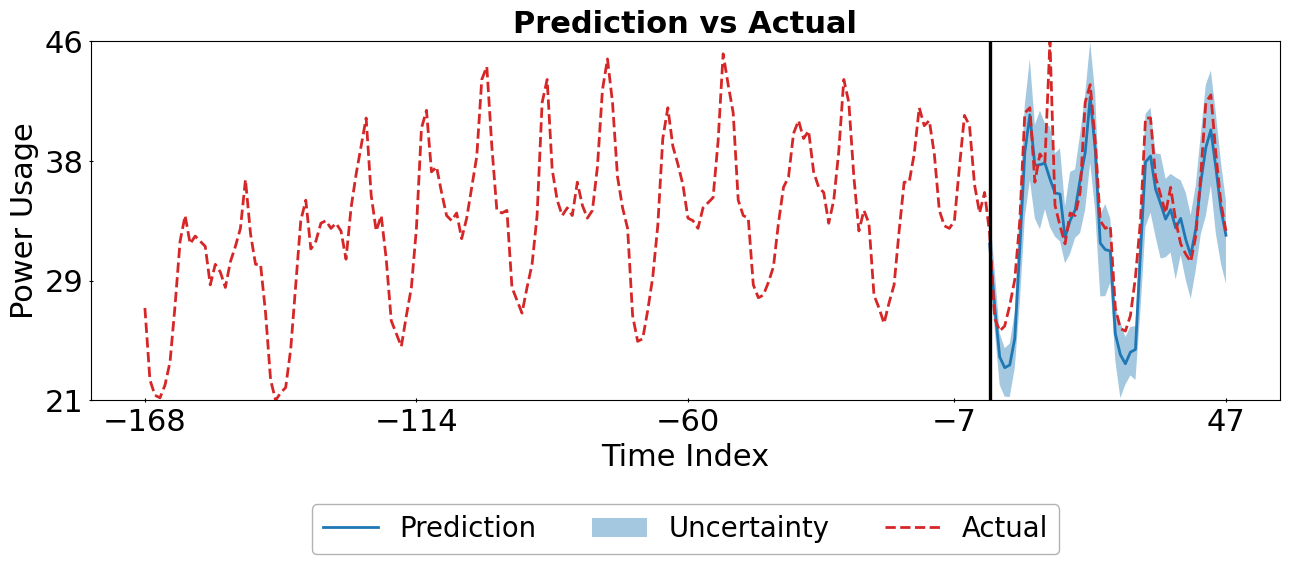 Prediction vs Actual
Power Usage
46
38
29
21
−168 −114 −60 −7 47
Time Index
Prediction Uncertainty Actual